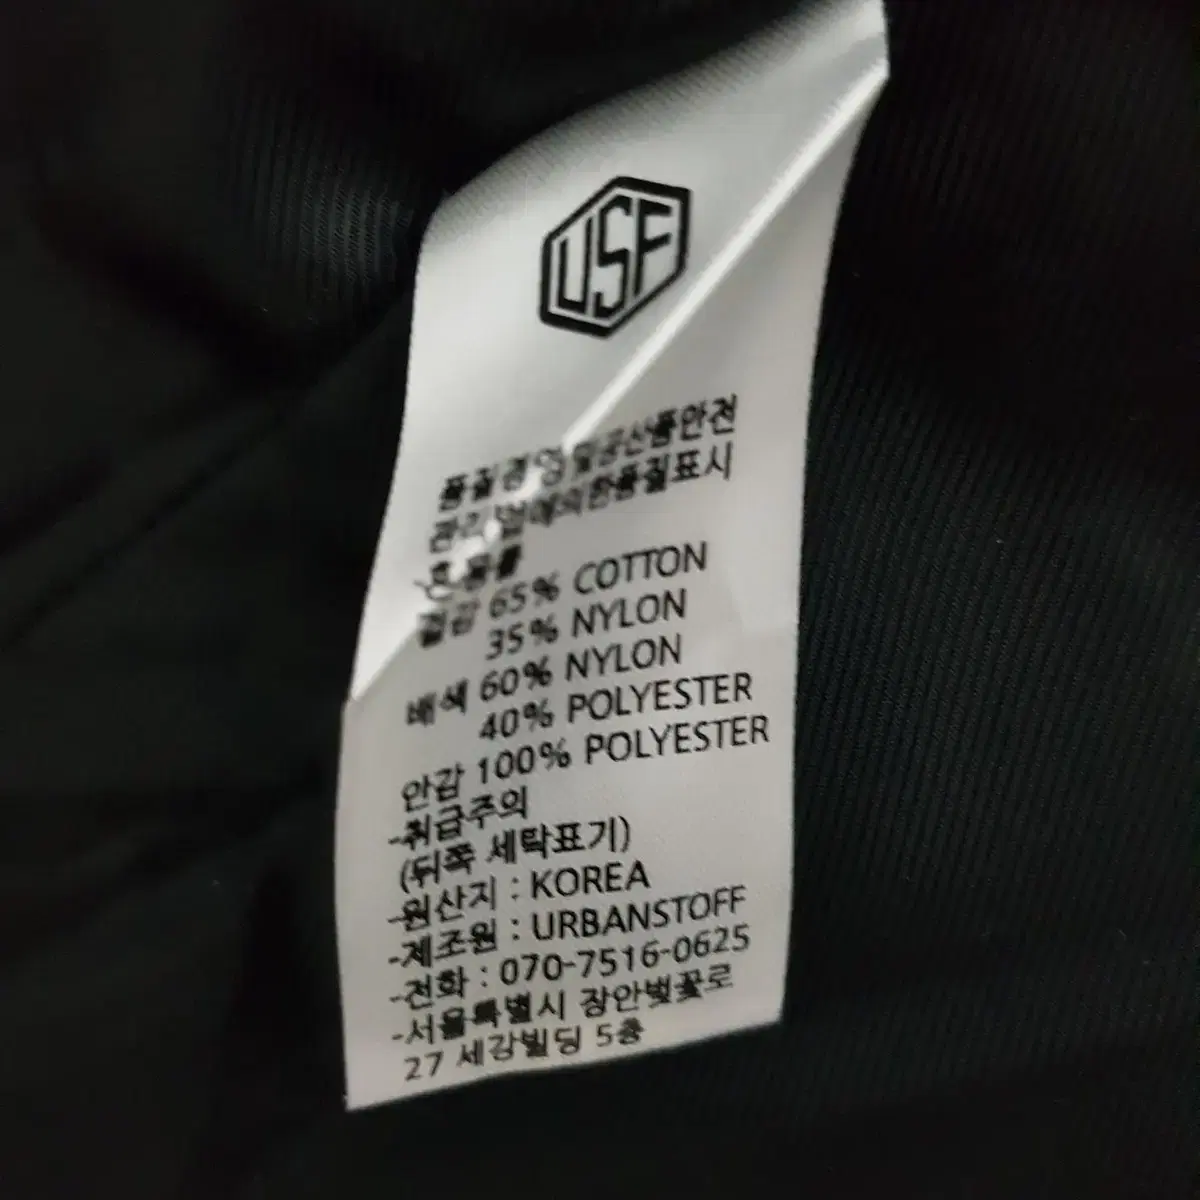 USF
품질경영 및공산품안전
관리 법에의한품질표시
혼용률
겉감 65% COTTON
35% NYLON
배색 60% NYLON
40% POLYESTER
안감 100% POLYESTER
-취급주의
(뒤쪽 세탁표기)
-원산지 : KOREA
-제조원 : URBANSTOFF
-전화 : 070-7516-0625
-서울특별시 장안벚꽃로
27 세강빌딩 5층